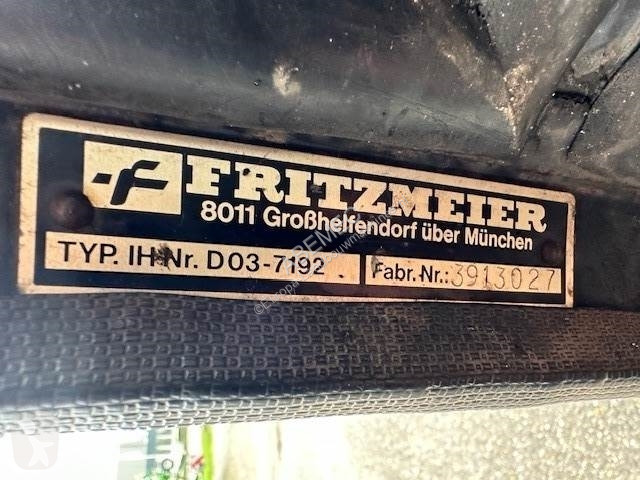 FRITZMEIER
8011 Großhelfendorf über München
TYP. IH Nr. D03-7192
Fabr. Nr.: 3913027